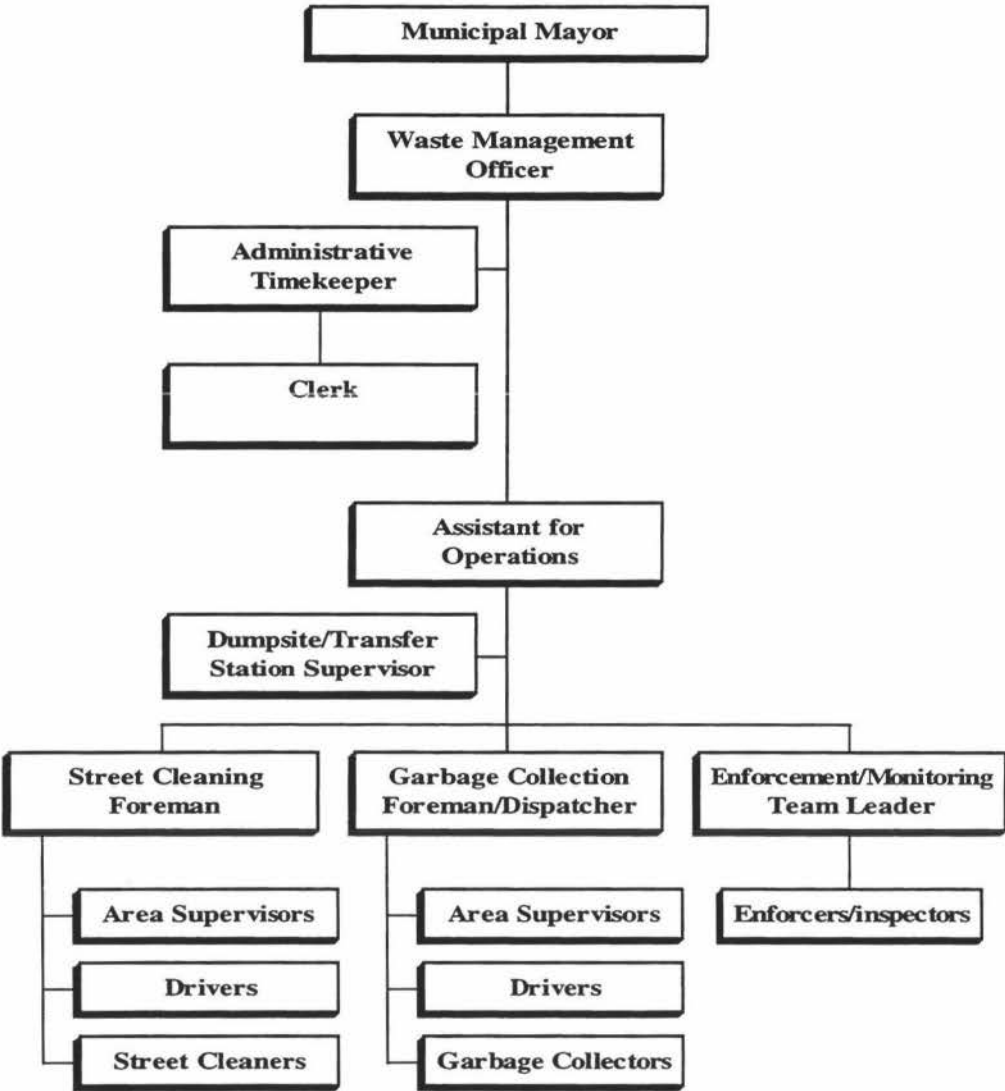 Municipal Mayor
Waste Management
Officer
Administrative
Timekeeper
Clerk
Assistant for
Operations
Dumpsite/Transfer
Station Supervisor
Street Cleaning
Foreman
Garbage Collection
Foreman/Dispatcher
Enforcement/Monitoring
Team Leader
Area Supervisors
Drivers
Street Cleaners
Area Supervisors
Drivers
Garbage Collectors
Enforcers/inspectors